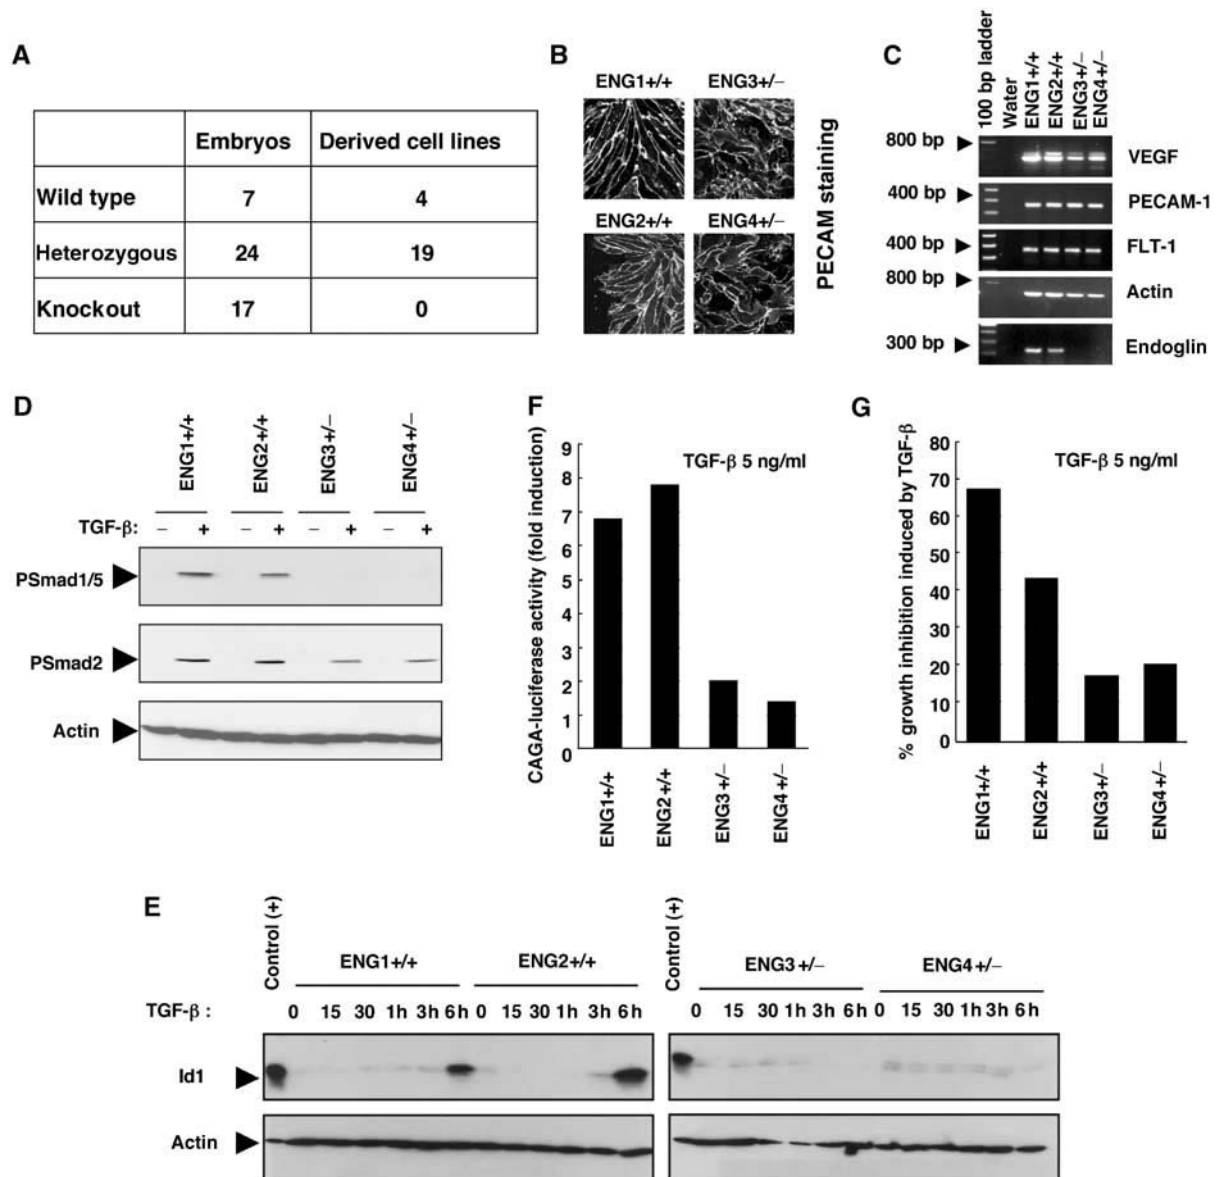 A
Embryos Derived cell lines
Wild type 7 4
Heterozygous 24 19
Knockout 17 0
B
ENG1+/+ ENG3+/–
ENG2+/+ ENG4+/–
PECAM staining
C
100 bp ladder
Water
ENG1+/+
ENG2+/+
ENG3+/–
ENG4+/–
800 bp VEGF
400 bp PECAM-1
400 bp FLT-1
800 bp Actin
300 bp Endoglin
D
ENG1+/+
ENG2+/+
ENG3+/–
ENG4+/–
TGF-β: – + – + – + – +
PSmad1/5
PSmad2
Actin
F
CAGA-luciferase activity (fold induction)
9
8
7
6
5
4
3
2
1
0
TGF-β 5 ng/ml
ENG1+/+
ENG2+/+
ENG3+/–
ENG4+/–
G
% growth inhibition induced by TGF-β
80
70
60
50
40
30
20
10
0
TGF-β 5 ng/ml
ENG1+/+
ENG2+/+
ENG3+/–
ENG4+/–
E
Control (+)
ENG1+/+ ENG2+/+
Control (+)
ENG3+/– ENG4+/–
TGF-β : 0 15 30 1h 3h 6h 0 15 30 1h 3h 6h 0 15 30 1h 3h 6h 0 15 30 1h 3h 6h
Id1
Actin